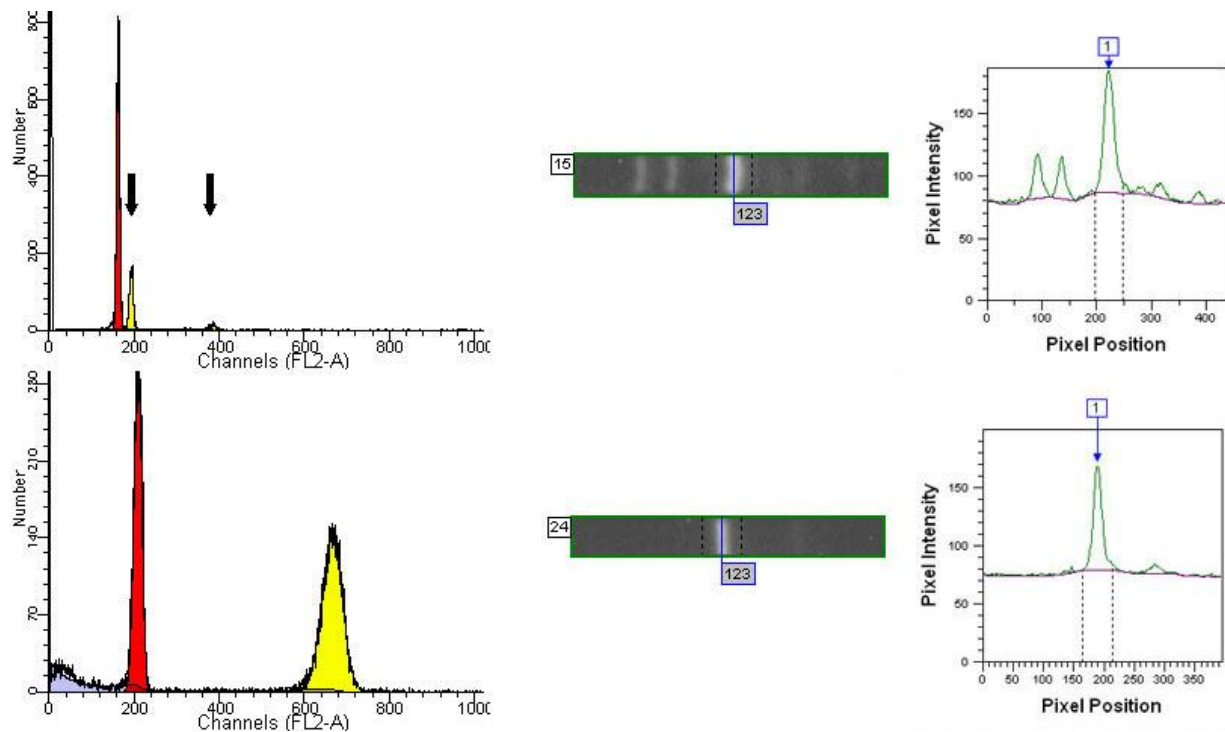 800
600
400
200
0
Number
0 200 400 600 800 1000
Channels (FL2-A)
15
123
1
150
100
50
0
Pixel Intensity
0 100 200 300 400
Pixel Position
280
210
140
70
0
Number
0 200 400 600 800 1000
Channels (FL2-A)
24
123
1
150
100
50
0
Pixel Intensity
0 50 100 150 200 250 300 350
Pixel Position